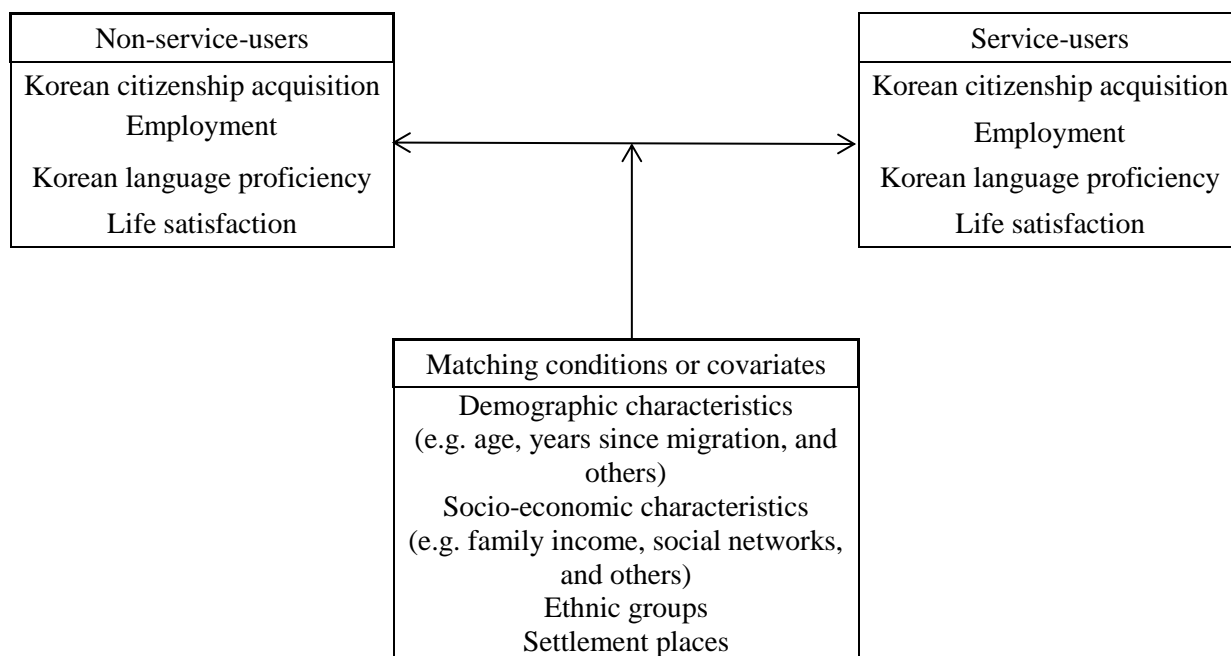 Non-service-users
Korean citizenship acquisition
Employment
Korean language proficiency
Life satisfaction
Service-users
Korean citizenship acquisition
Employment
Korean language proficiency
Life satisfaction
Matching conditions or covariates
Demographic characteristics
(e.g. age, years since migration, and
others)
Socio-economic characteristics
(e.g. family income, social networks,
and others)
Ethnic groups
Settlement places